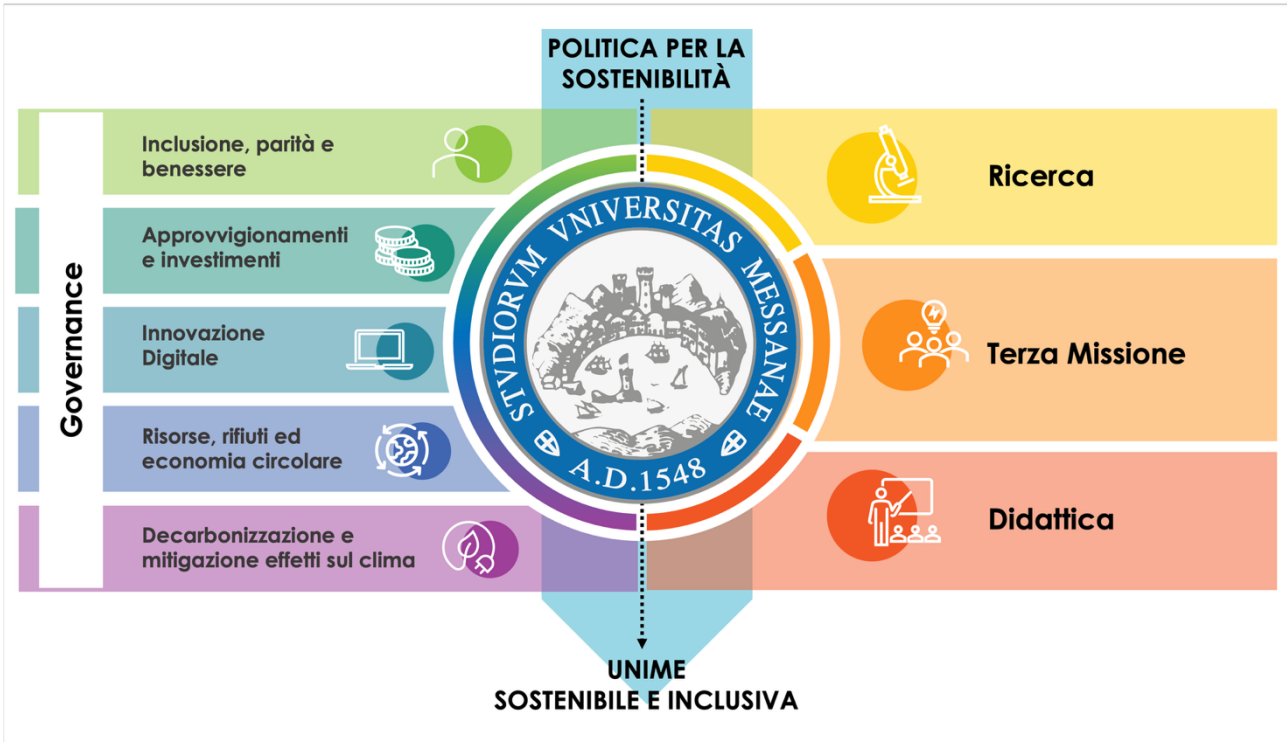 POLITICA PER LA
SOSTENIBILITÀ
Governance
Inclusione, parità e
benessere
Approvvigionamenti
e investimenti
Innovazione
Digitale
Risorse, rifiuti ed
economia circolare
Decarbonizzazione e
mitigazione effetti sul clima
STVDIORVM VNIVERSITAS MESSANAE
A.D.1548
Ricerca
Terza Missione
Didattica
UNIME
SOSTENIBILE E INCLUSIVA